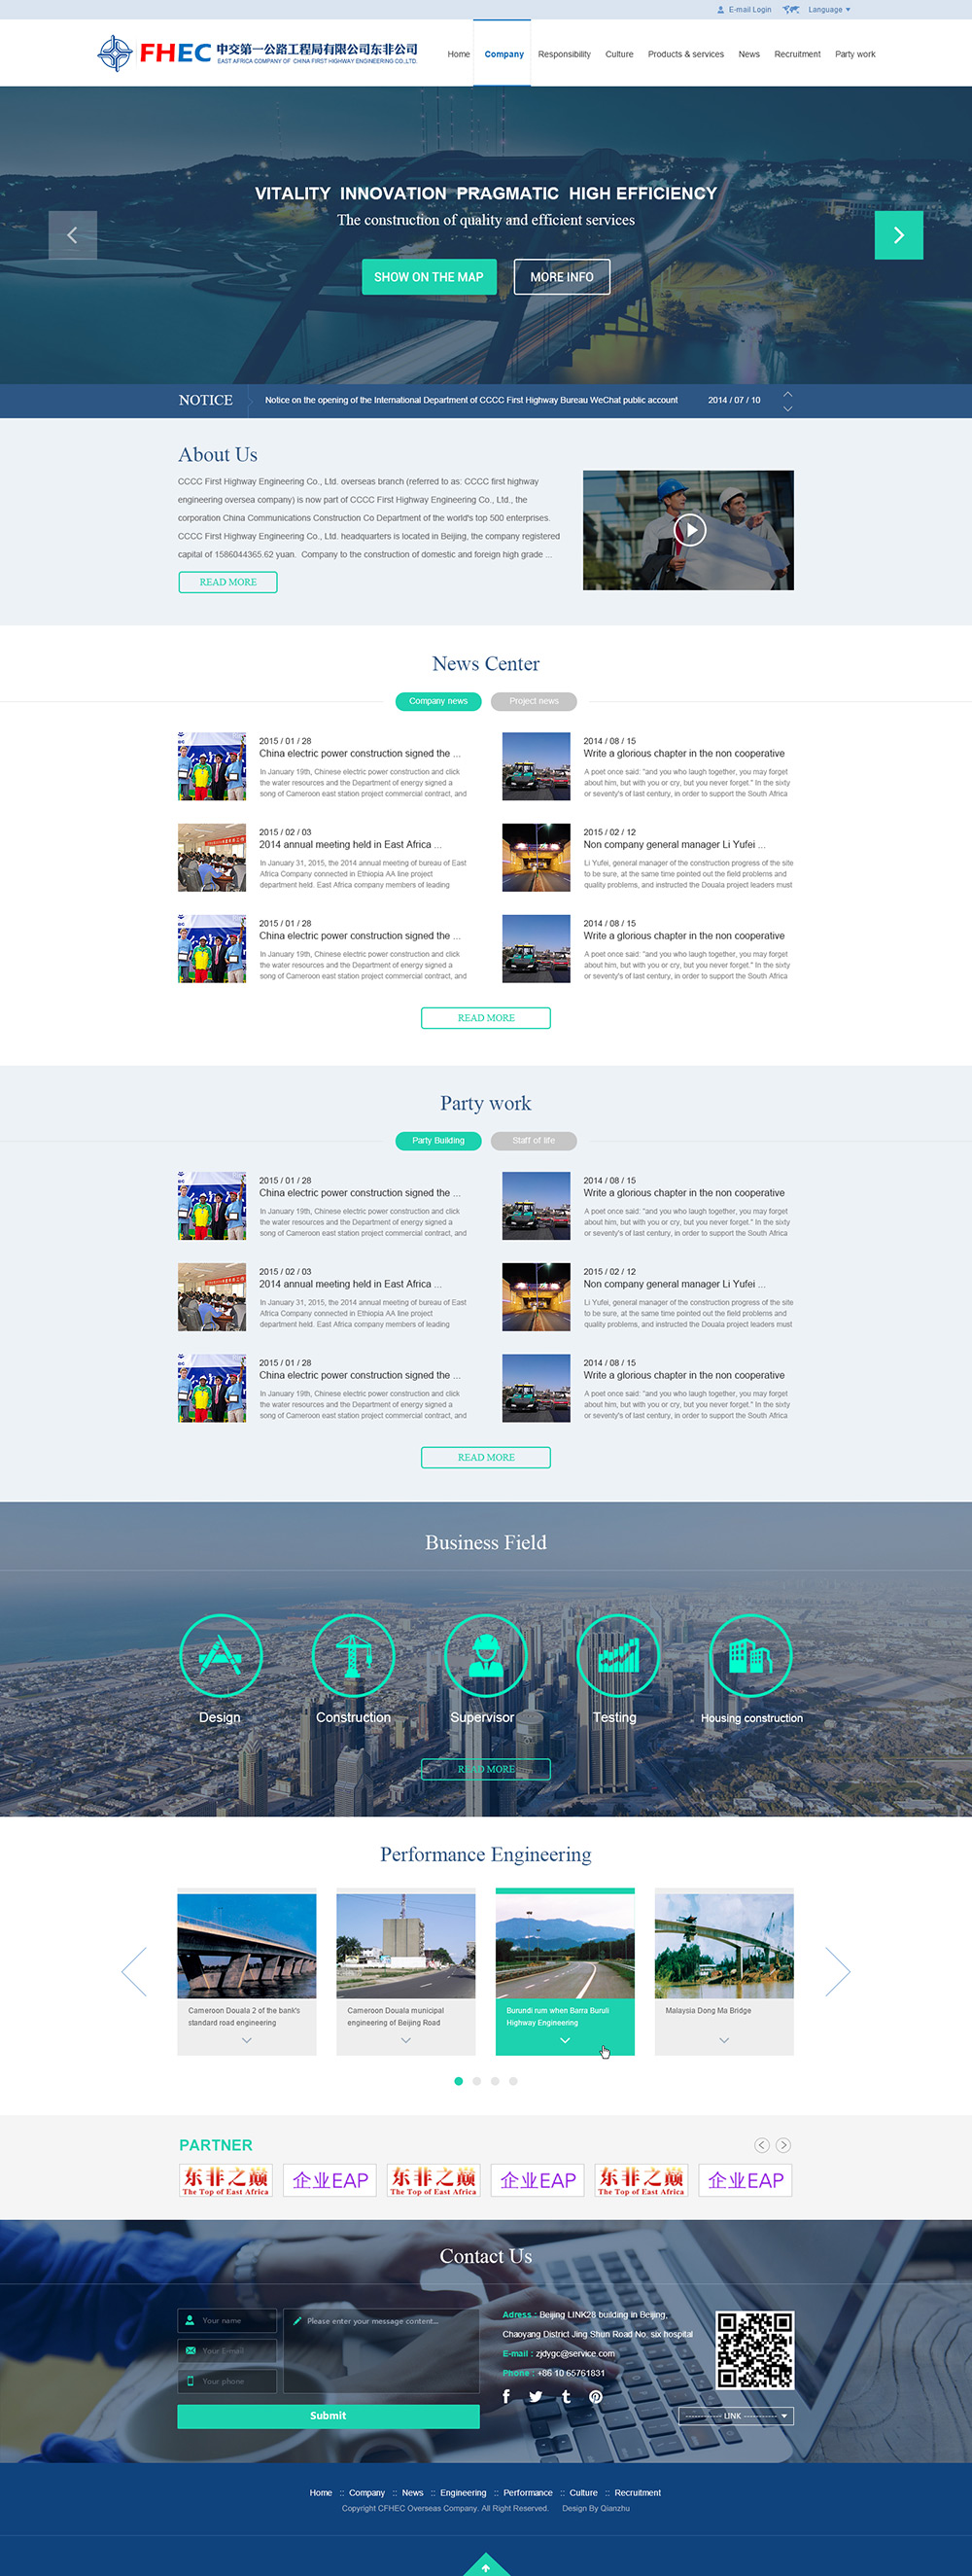 E-mail Login
Language
FHEC 中交第一公路工程局有限公司东非公司
EAST AFRICA COMPANY OF CHINA FIRST HIGHWAY ENGINEERING CO.,LTD.
Home Company Responsibility Culture Products & services News Recruitment Party work
VITALITY INNOVATION PRAGMATIC HIGH EFFICIENCY
The construction of quality and efficient services
SHOW ON THE MAP
MORE INFO
NOTICE
Notice on the opening of the International Department of CCCC First Highway Bureau WeChat public account
2014 / 07 / 10
About Us
CCCC First Highway Engineering Co., Ltd. overseas branch (referred to as: CCCC first highway
engineering oversea company) is now part of CCCC First Highway Engineering Co., Ltd., the
corporation China Communications Construction Co Department of the world's top 500 enterprises.
CCCC First Highway Engineering Co., Ltd. headquarters is located in Beijing, the company registered
capital of 1586044365.62 yuan. Company to the construction of domestic and foreign high grade ...
READ MORE
News Center
Company news
Project news
2015 / 01 / 28
China electric power construction signed the ...
In January 19th, Chinese electric power construction and click
the water resources and the Department of energy signed a
song of Cameroon east station project commercial contract, and
2014 / 08 / 15
Write a glorious chapter in the non cooperative
A poet once said: "and you who laugh together, you may forget
about him, but with you or cry, but you never forget." In the sixty
or seventy's of last century, in order to support the South Africa
2015 / 02 / 03
2014 annual meeting held in East Africa ...
In January 31, 2015, the 2014 annual meeting of bureau of East
Africa Company connected in Ethiopia AA line project
department held. East Africa company members of leading
2015 / 02 / 12
Non company general manager Li Yufei ...
Li Yufei, general manager of the construction progress of the site
to be sure, at the same time pointed out the field problems and
quality problems, and instructed the Douala project leaders must
2015 / 01 / 28
China electric power construction signed the ...
In January 19th, Chinese electric power construction and click
the water resources and the Department of energy signed a
song of Cameroon east station project commercial contract, and
2014 / 08 / 15
Write a glorious chapter in the non cooperative
A poet once said: "and you who laugh together, you may forget
about him, but with you or cry, but you never forget." In the sixty
or seventy's of last century, in order to support the South Africa
READ MORE
Party work
Party Building
Staff of life
2015 / 01 / 28
China electric power construction signed the ...
In January 19th, Chinese electric power construction and click
the water resources and the Department of energy signed a
song of Cameroon east station project commercial contract, and
2014 / 08 / 15
Write a glorious chapter in the non cooperative
A poet once said: "and you who laugh together, you may forget
about him, but with you or cry, but you never forget." In the sixty
or seventy's of last century, in order to support the South Africa
2015 / 02 / 03
2014 annual meeting held in East Africa ...
In January 31, 2015, the 2014 annual meeting of bureau of East
Africa Company connected in Ethiopia AA line project
department held. East Africa company members of leading
2015 / 02 / 12
Non company general manager Li Yufei ...
Li Yufei, general manager of the construction progress of the site
to be sure, at the same time pointed out the field problems and
quality problems, and instructed the Douala project leaders must
2015 / 01 / 28
China electric power construction signed the ...
In January 19th, Chinese electric power construction and click
the water resources and the Department of energy signed a
song of Cameroon east station project commercial contract, and
2014 / 08 / 15
Write a glorious chapter in the non cooperative
A poet once said: "and you who laugh together, you may forget
about him, but with you or cry, but you never forget." In the sixty
or seventy's of last century, in order to support the South Africa
READ MORE
Business Field
Design
Construction
Supervisor
Testing
Housing construction
READ MORE
Performance Engineering
Cameroon Douala 2 of the bank's
standard road engineering
Cameroon Douala municipal
engineering of Beijing Road
Burundi rum when Barra Buruli
Highway Engineering
Malaysia Dong Ma Bridge
PARTNER
东非之巅
The Top of East Africa
企业EAP
东非之巅
The Top of East Africa
企业EAP
东非之巅
The Top of East Africa
企业EAP
Contact Us
Your name
Your E-mail
Your phone
Please enter your message content...
Submit
Adress : Beijing LINK28 building in Beijing,
Chaoyang District Jing Shun Road No. six hospital
E-mail : zjdygc@service.com
Phone : +86 10 65761831
------------ LINK ------------
Home :: Company :: News :: Engineering :: Performance :: Culture :: Recruitment
Copyright CFHEC Overseas Company. All Right Reserved. Design By Qianzhu